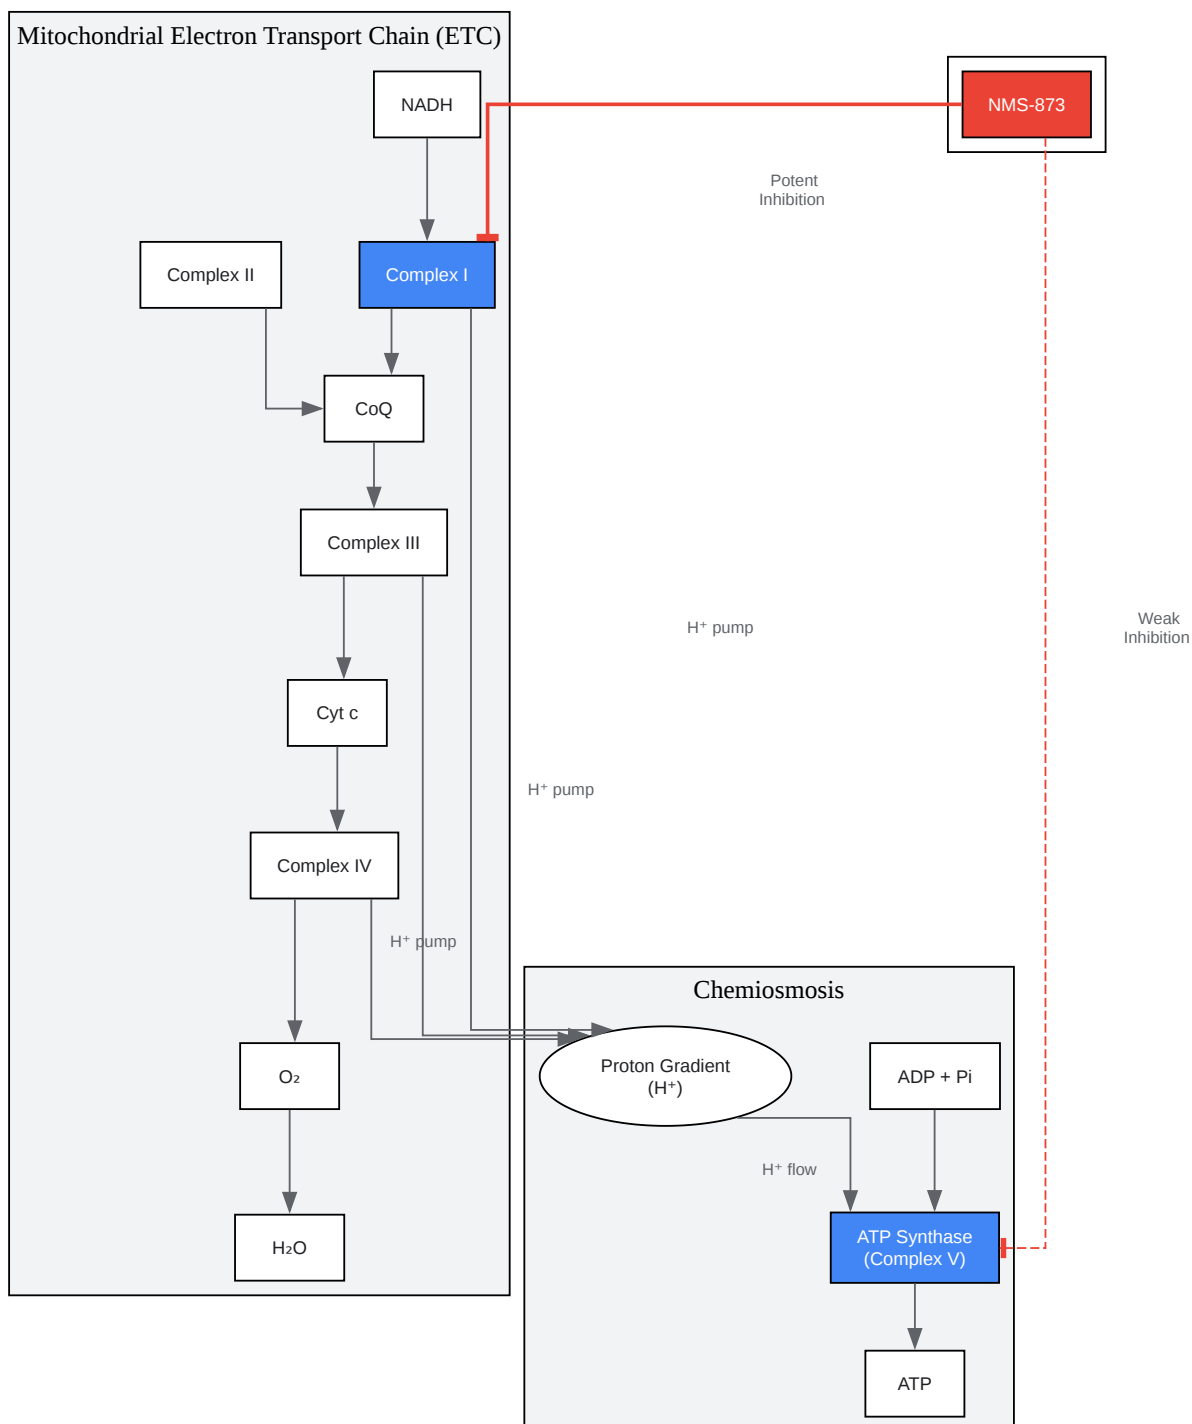 Mitochondrial Electron Transport Chain (ETC)
NADH
NMS-873
Potent
Inhibition
Complex II
Complex I
CoQ
Complex III
H⁺ pump
Weak
Inhibition
Cyt c
H⁺ pump
Complex IV
H⁺ pump
Chemiosmosis
Proton Gradient
(H⁺)
O₂
ADP + Pi
H⁺ flow
H₂O
ATP Synthase
(Complex V)
ATP